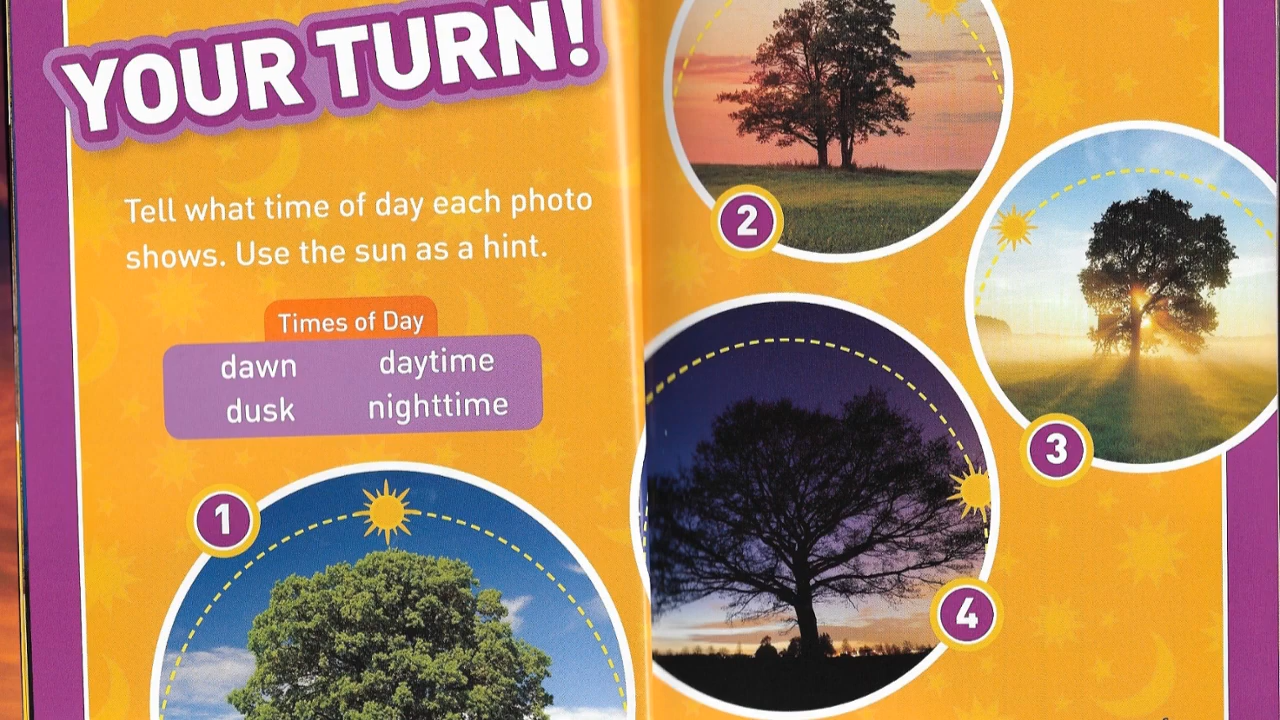 YOUR TURN!
Tell what time of day each photo
shows. Use the sun as a hint.
Times of Day
dawn daytime
dusk nighttime
1
2
3
4